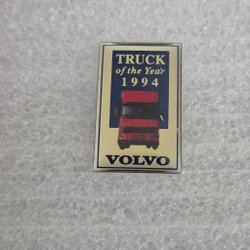 TRUCK
of the Year
1994
VOLVO